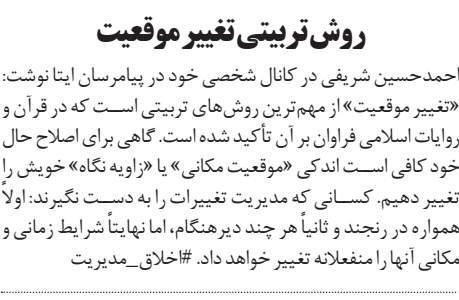 روش تربیتی تغییر موقعیت
احمدحسین شریفی در کانال شخصی خود در پیامرسان ایتا نوشت:
«تغییر موقعیت» از مهم‌ترین روش‌های تربیتی است که در قرآن و
روایات اسلامی فراوان بر آن تأکید شده است. گاهی برای اصلاح حال
خود کافی است اندکی «موقعیت مکانی» یا «زاویه نگاه» خویش را
تغییر دهیم. کسانی که مدیریت تغییرات را به دست نگیرند: اولاً
همواره در رنجند و ثانیاً هر چند دیرهنگام، اما نهایتاً شرایط زمانی و
مکانی آنها را منفعلانه تغییر خواهد داد. #اخلاق_مدیریت